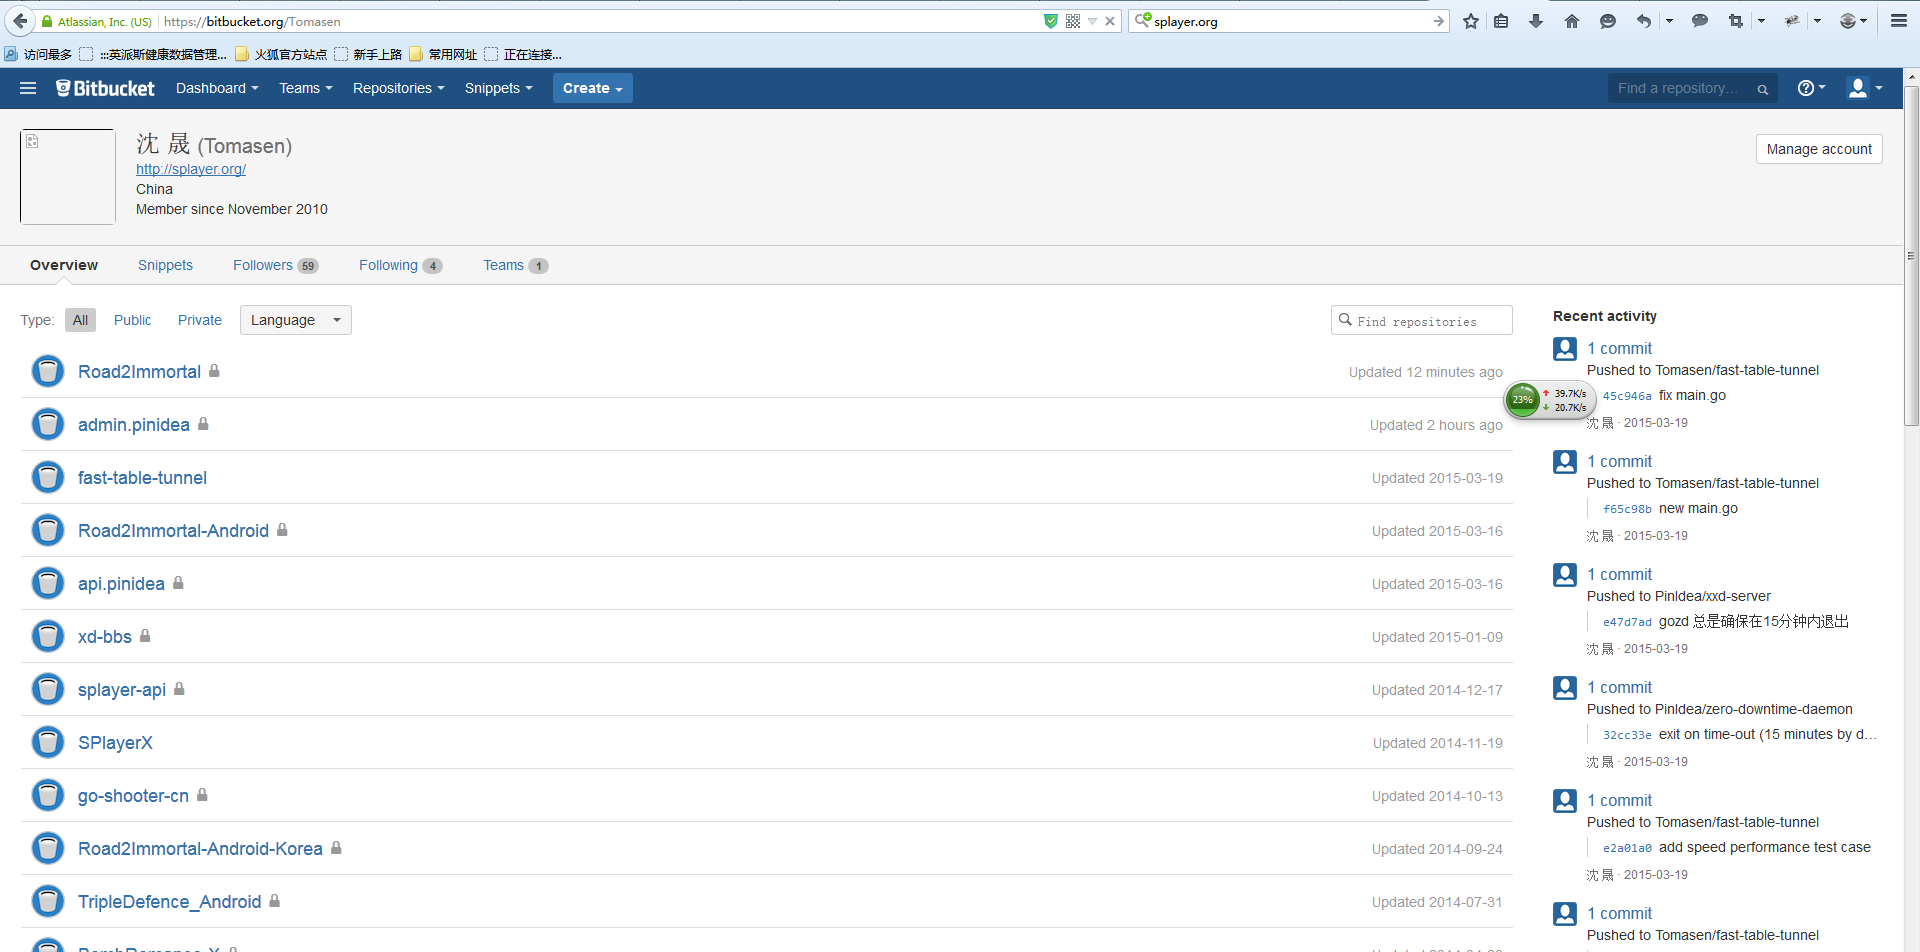 Atlassian, Inc. (US) https://bitbucket.org/Tomasen splayer.org
访问最多 :::英派斯健康数据管理... 火狐官方站点 新手上路 常用网址 正在连接...
Bitbucket Dashboard Teams Repositories Snippets Create Find a repository...
沈 晟 (Tomasen)
Manage account
http://splayer.org/
China
Member since November 2010
Overview Snippets Followers 59 Following 4 Teams 1
Type: All Public Private Language Find repositories
Road2Immortal Updated 12 minutes ago
admin.pinidea Updated 2 hours ago
fast-table-tunnel Updated 2015-03-19
Road2Immortal-Android Updated 2015-03-16
api.pinidea Updated 2015-03-16
xd-bbs Updated 2015-01-09
splayer-api Updated 2014-12-17
SPlayerX Updated 2014-11-19
go-shooter-cn Updated 2014-10-13
Road2Immortal-Android-Korea Updated 2014-09-24
TripleDefence_Android Updated 2014-07-31
Recent activity
1 commit
Pushed to Tomasen/fast-table-tunnel
45c946a fix main.go
沈 晟 · 2015-03-19
23% 39.7K/s
20.7K/s
1 commit
Pushed to Tomasen/fast-table-tunnel
f65c98b new main.go
沈 晟 · 2015-03-19
1 commit
Pushed to PinIdea/xxd-server
e47d7ad gozd 总是确保在15分钟内退出
沈 晟 · 2015-03-19
1 commit
Pushed to PinIdea/zero-downtime-daemon
32cc33e exit on time-out (15 minutes by d...
沈 晟 · 2015-03-19
1 commit
Pushed to Tomasen/fast-table-tunnel
e2a01a0 add speed performance test case
沈 晟 · 2015-03-19
1 commit
Pushed to Tomasen/fast-table-tunnel